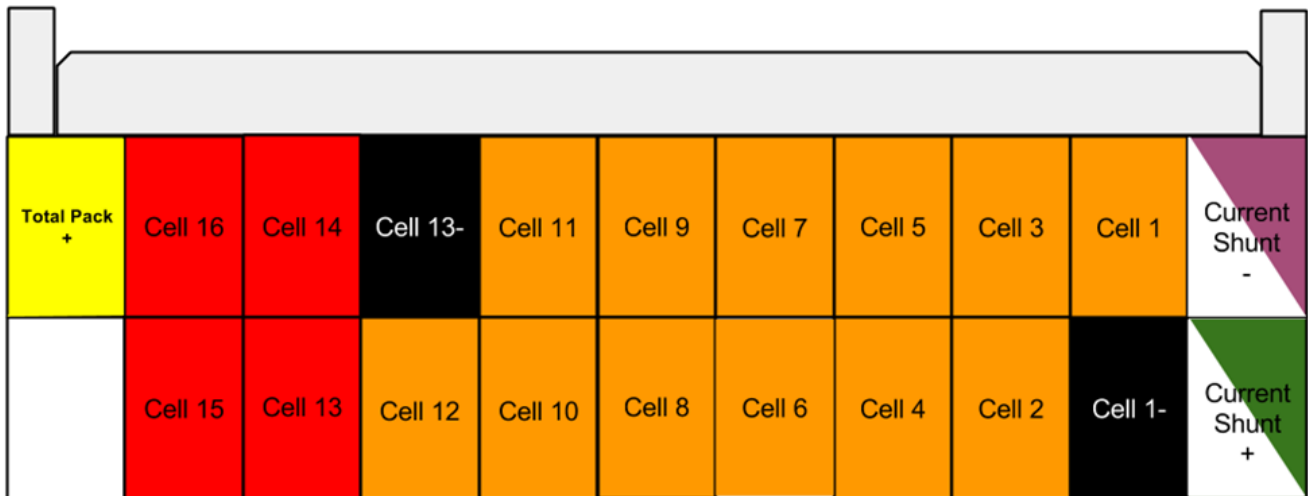 Total Pack
+
Cell 16
Cell 14
Cell 13-
Cell 11
Cell 9
Cell 7
Cell 5
Cell 3
Cell 1
Current
Shunt
-
Cell 15
Cell 13
Cell 12
Cell 10
Cell 8
Cell 6
Cell 4
Cell 2
Cell 1-
Current
Shunt
+